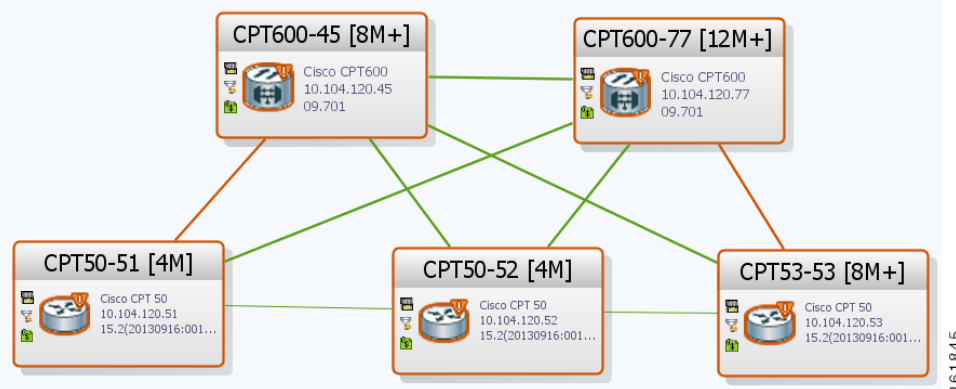 CPT600-45 [8M+]
Cisco CPT600
10.104.120.45
09.701
CPT600-77 [12M+]
Cisco CPT600
10.104.120.77
09.701
CPT50-51 [4M]
Cisco CPT 50
10.104.120.51
15.2(20130916:001...
CPT50-52 [4M]
Cisco CPT 50
10.104.120.52
15.2(20130916:001...
CPT53-53 [8M+]
Cisco CPT 50
10.104.120.53
15.2(20130916:001...